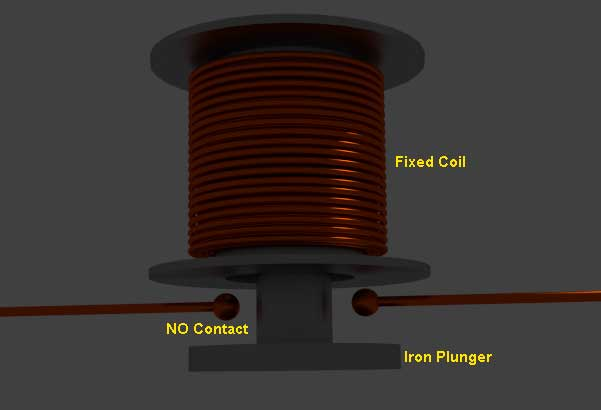 Fixed Coil
NO Contact
Iron Plunger